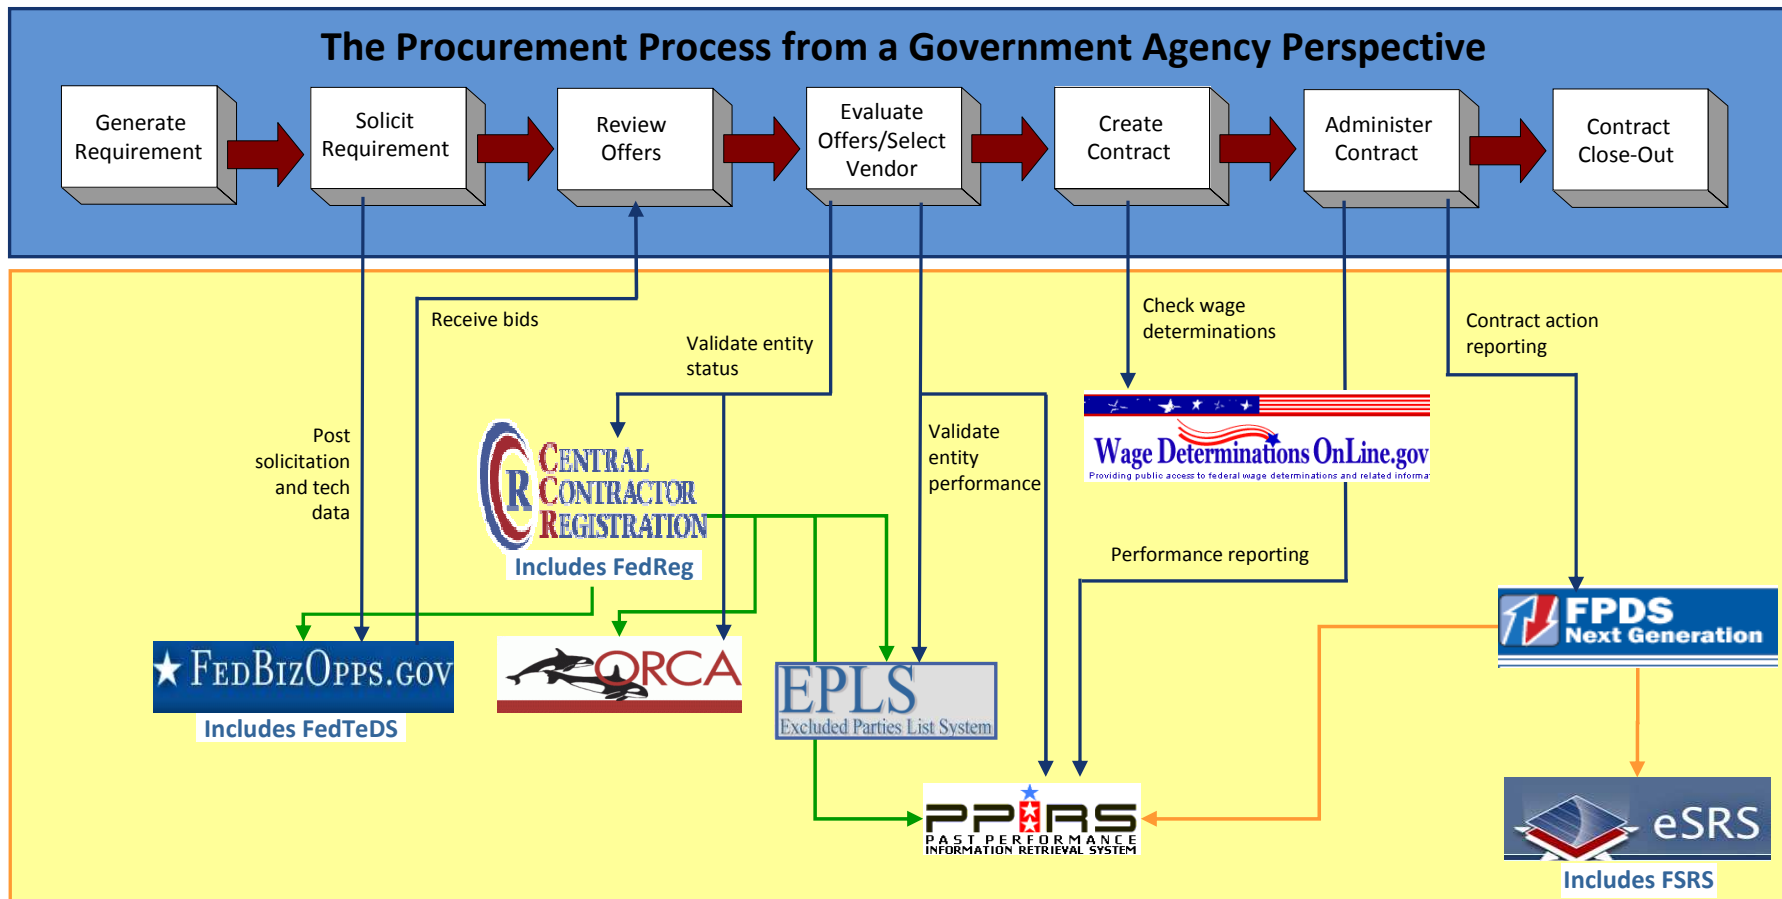 The Procurement Process from a Government Agency Perspective
Generate
Requirement
Solicit
Requirement
Review
Offers
Evaluate
Offers/Select
Vendor
Create
Contract
Administer
Contract
Contract
Close-Out
Receive bids
Validate entity
status
Check wage
determinations
Contract action
reporting
Post
solicitation
and tech
data
Validate
entity
performance
Wage Determinations OnLine.gov
Providing public access to federal wage determinations and related informa
R
CENTRAL
CONTRACTOR
REGISTRATION
Includes FedReg
Performance reporting
FPDS
Next Generation
FEDBIZOPPS.GOV
Includes FedTeDS
ORCA
EPLS
Excluded Parties List System
PPIRS
PAST PERFORMANCE
INFORMATION RETRIEVAL SYSTEM
eSRS
Includes FSRS